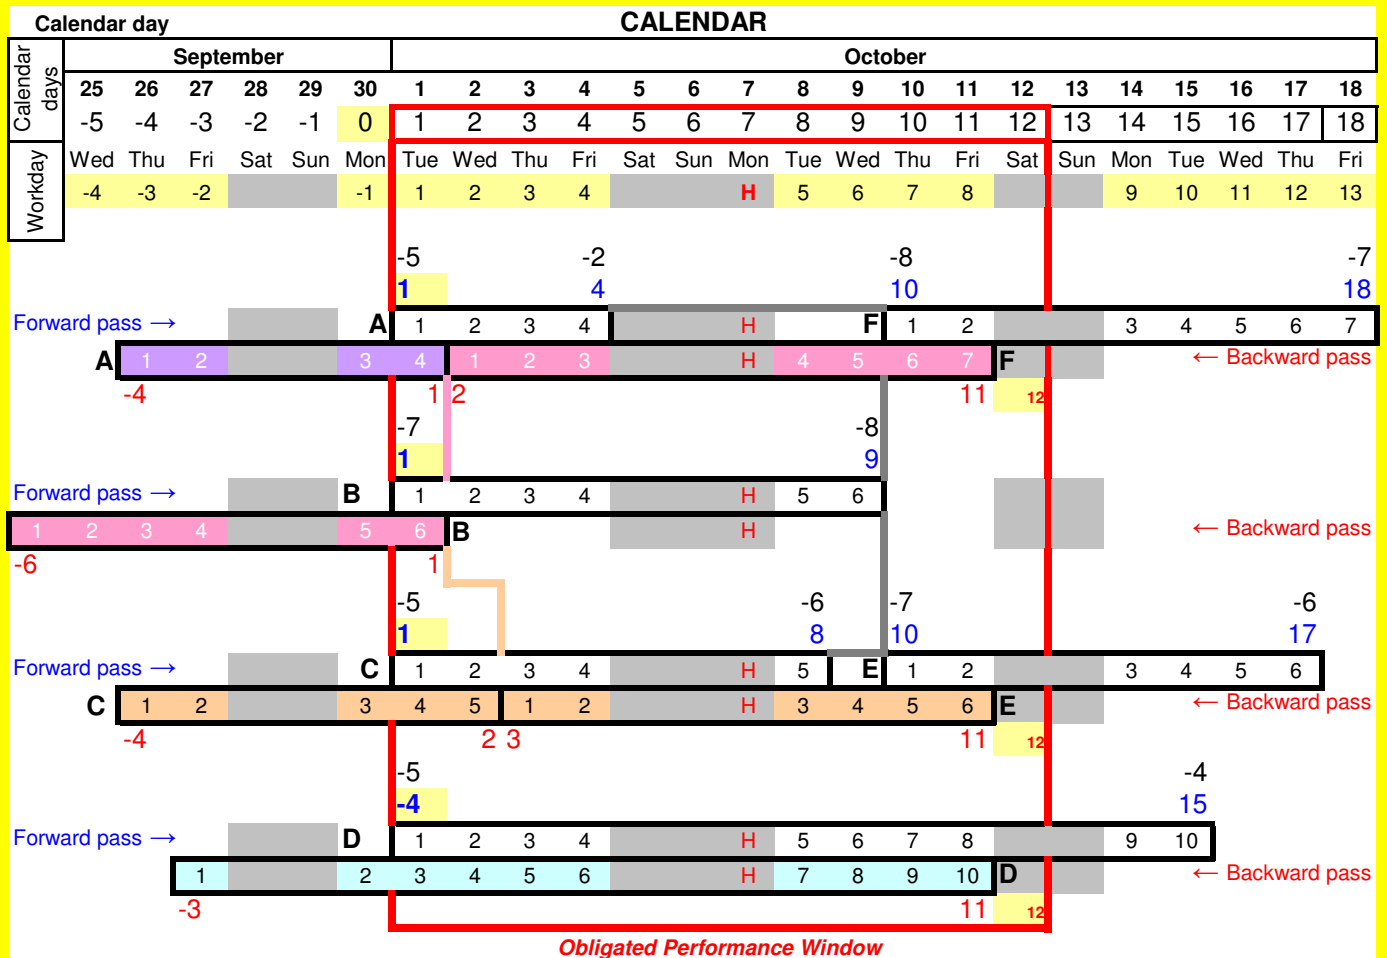 Calendar day CALENDAR
Calendar days September October
25 26 27 28 29 30 1 2 3 4 5 6 7 8 9 10 11 12 13 14 15 16 17 18
-5 -4 -3 -2 -1 0 1 2 3 4 5 6 7 8 9 10 11 12 13 14 15 16 17 18
Workday Wed Thu Fri Sat Sun Mon Tue Wed Thu Fri Sat Sun Mon Tue Wed Thu Fri Sat Sun Mon Tue Wed Thu Fri
-4 -3 -2 -1 1 2 3 4 H 5 6 7 8 9 10 11 12 13
-5 -2 -8 -7
1 4 10 18
Forward pass → A 1 2 3 4 H F 1 2 3 4 5 6 7
A 1 2 3 4 1 2 3 H 4 5 6 7 F ← Backward pass
-4 1 2 11 12
-7 -8
1 9
Forward pass → B 1 2 3 4 H 5 6
1 2 3 4 5 6 B H ← Backward pass
-6 1
-5 -6 -7 -6
1 8 10 17
Forward pass → C 1 2 3 4 H 5 E 1 2 3 4 5 6
C 1 2 3 4 5 1 2 H 3 4 5 6 E ← Backward pass
-4 2 3 11 12
-5 -4
-4 15
Forward pass → D 1 2 3 4 H 5 6 7 8 9 10
1 2 3 4 5 6 H 7 8 9 10 D ← Backward pass
-3 11 12
Obligated Performance Window